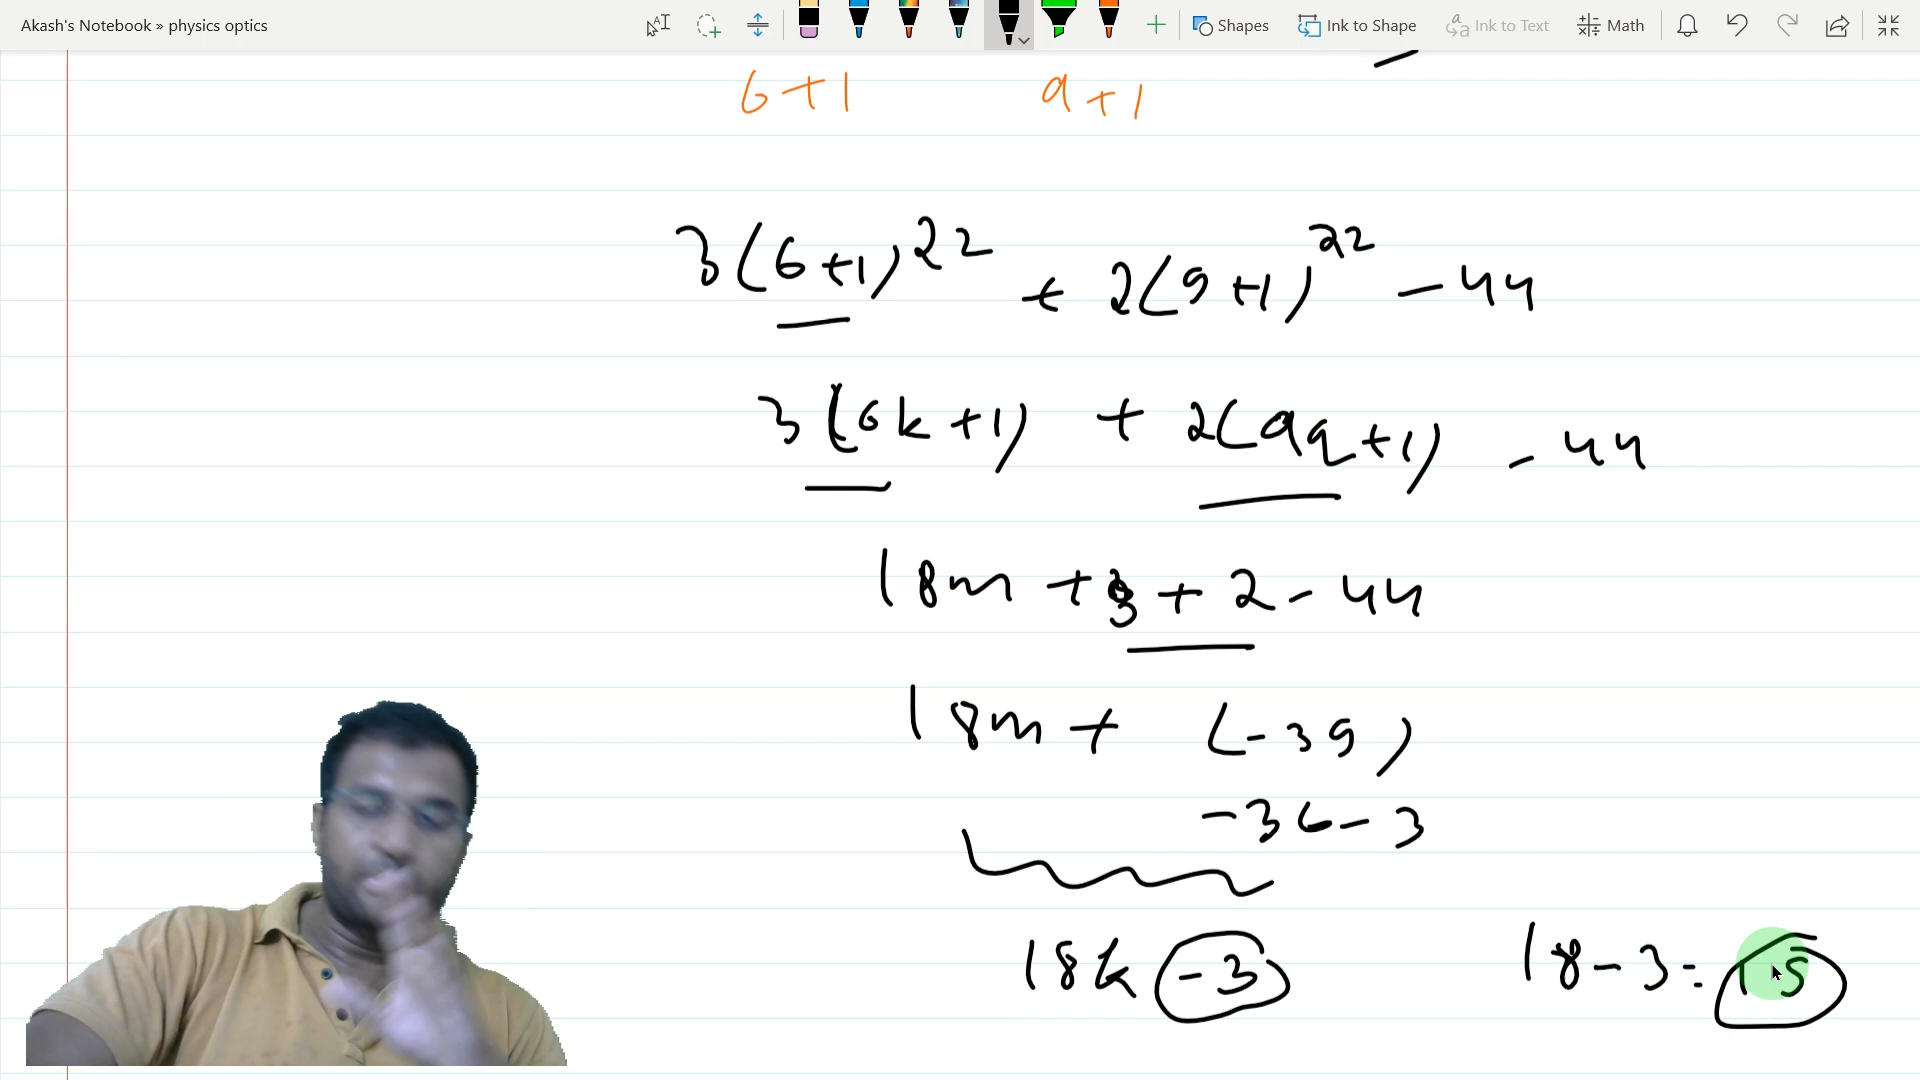 Akash's Notebook » physics optics
Shapes Ink to Shape Ink to Text Math
6+1 9+1
3(6+1)^22 + 2(9+1)^22 - 44
3(6k+1) + 2(9q+1) - 44
18m + 3 + 2 - 44
18m + (-39)
-36-3
18k -3
18-3=15